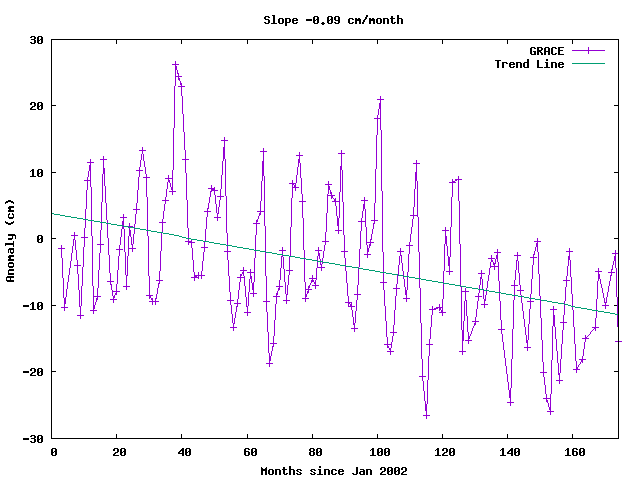 Slope -0.09 cm/month
GRACE
Trend Line
30
20
10
0
-10
-20
-30
Anomaly (cm)
0 20 40 60 80 100 120 140 160
Months since Jan 2002